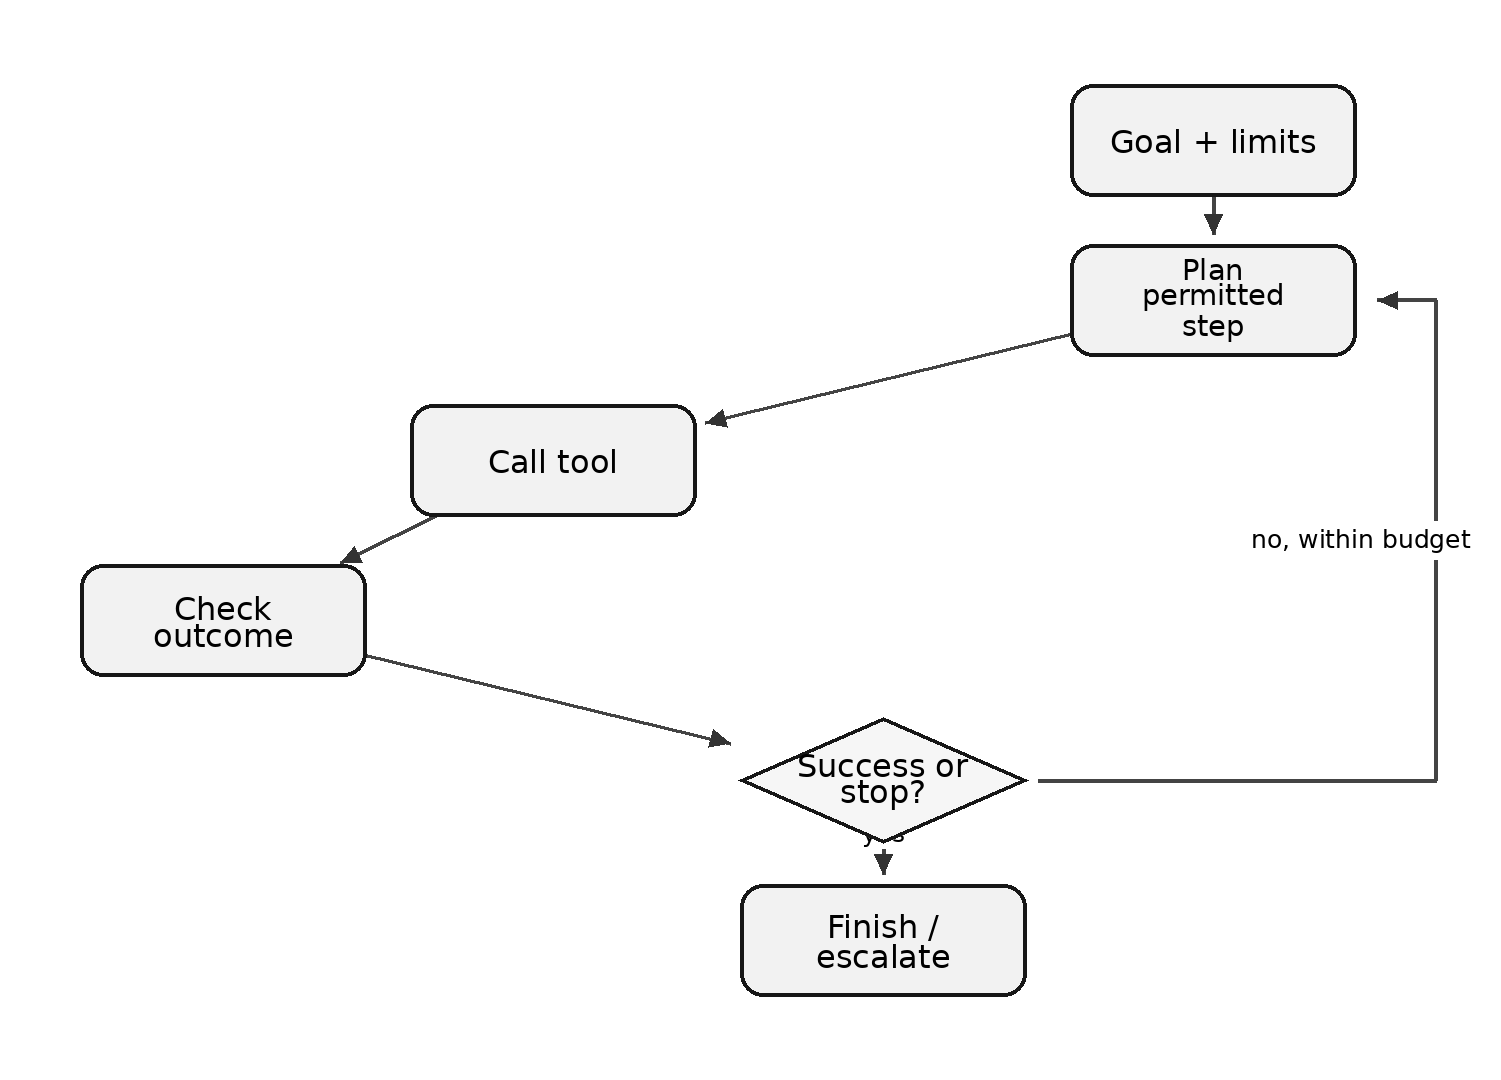 Goal + limits
Plan
permitted
step
Call tool
no, within budget
Check
outcome
Success or
stop?
Finish /
escalate